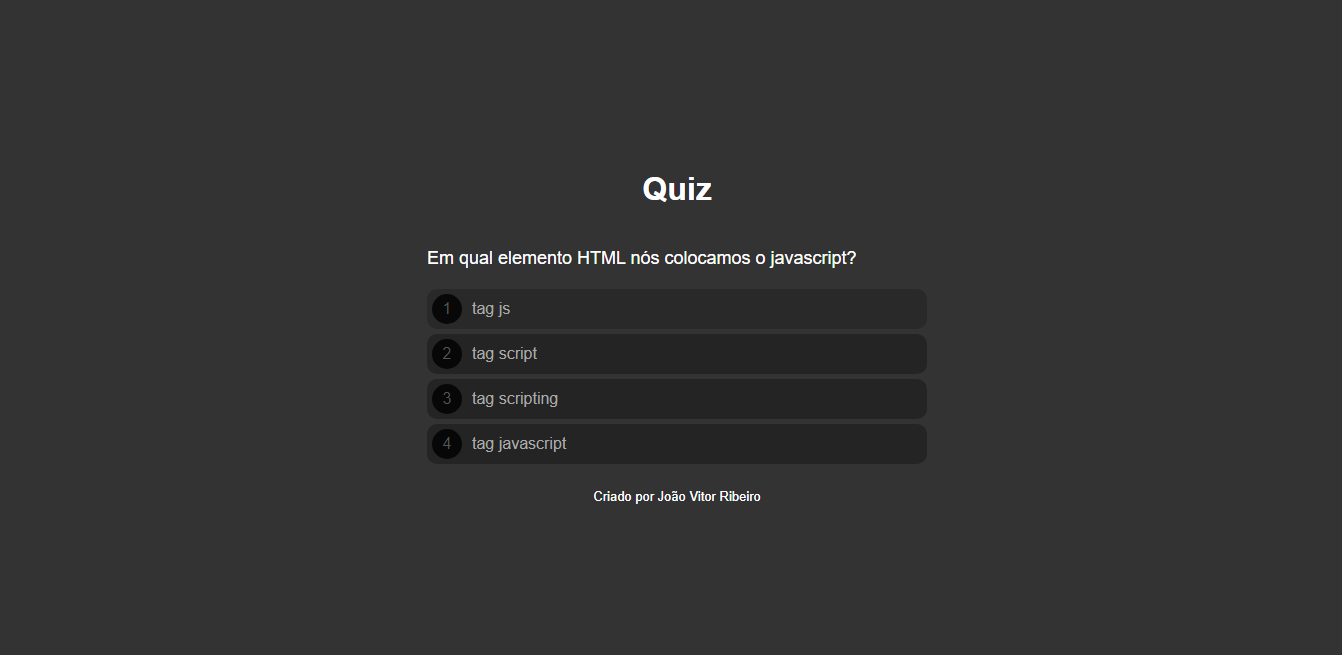 Quiz
Em qual elemento HTML nós colocamos o javascript?
1 tag js
2 tag script
3 tag scripting
4 tag javascript
Criado por João Vitor Ribeiro